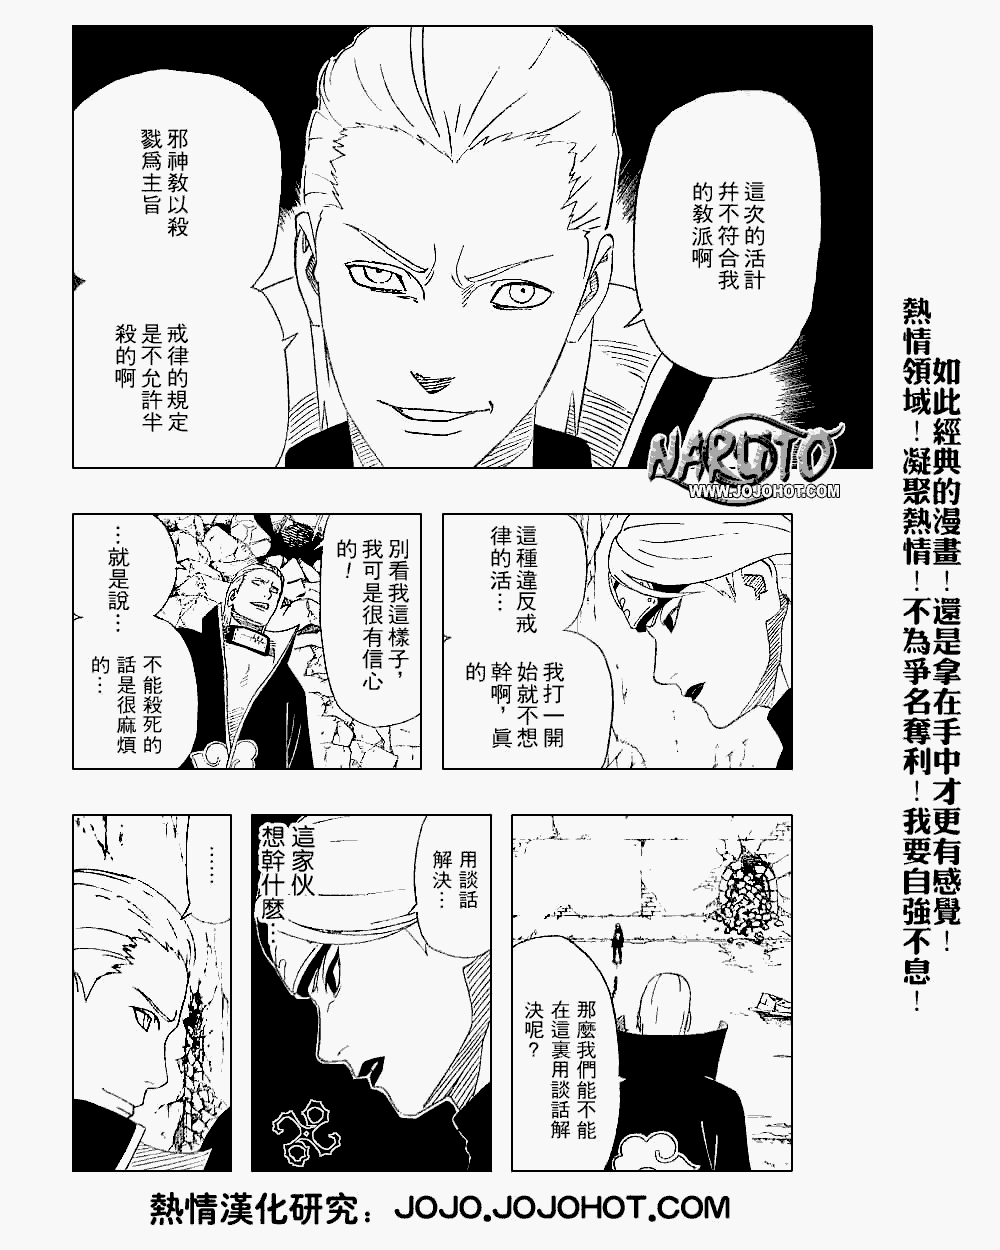 這次的活計
幷不符合我
的敎派啊
邪神敎以殺
戮爲主旨
戒律的規定
是不允許半
殺的啊
NARUTO
WWW.JOJOHOT.COM
這種違反戒
律的活…
我打一開
始就不想
幹啊，眞
的
別看我這樣子，
我可是很有信心
的！
…就是說…
不能殺死的
話是很麻煩
的…
那麼我們能不能
在這裏用談話解
決呢？
用談話
解決…
這家伙
想幹什麽…
……
如此經典的漫畫！還是拿在手中才更有感覺！
熱情領域！凝聚熱情！不為爭名奪利！我要自強不息！
熱情漢化研究：JOJO.JOJOHOT.COM